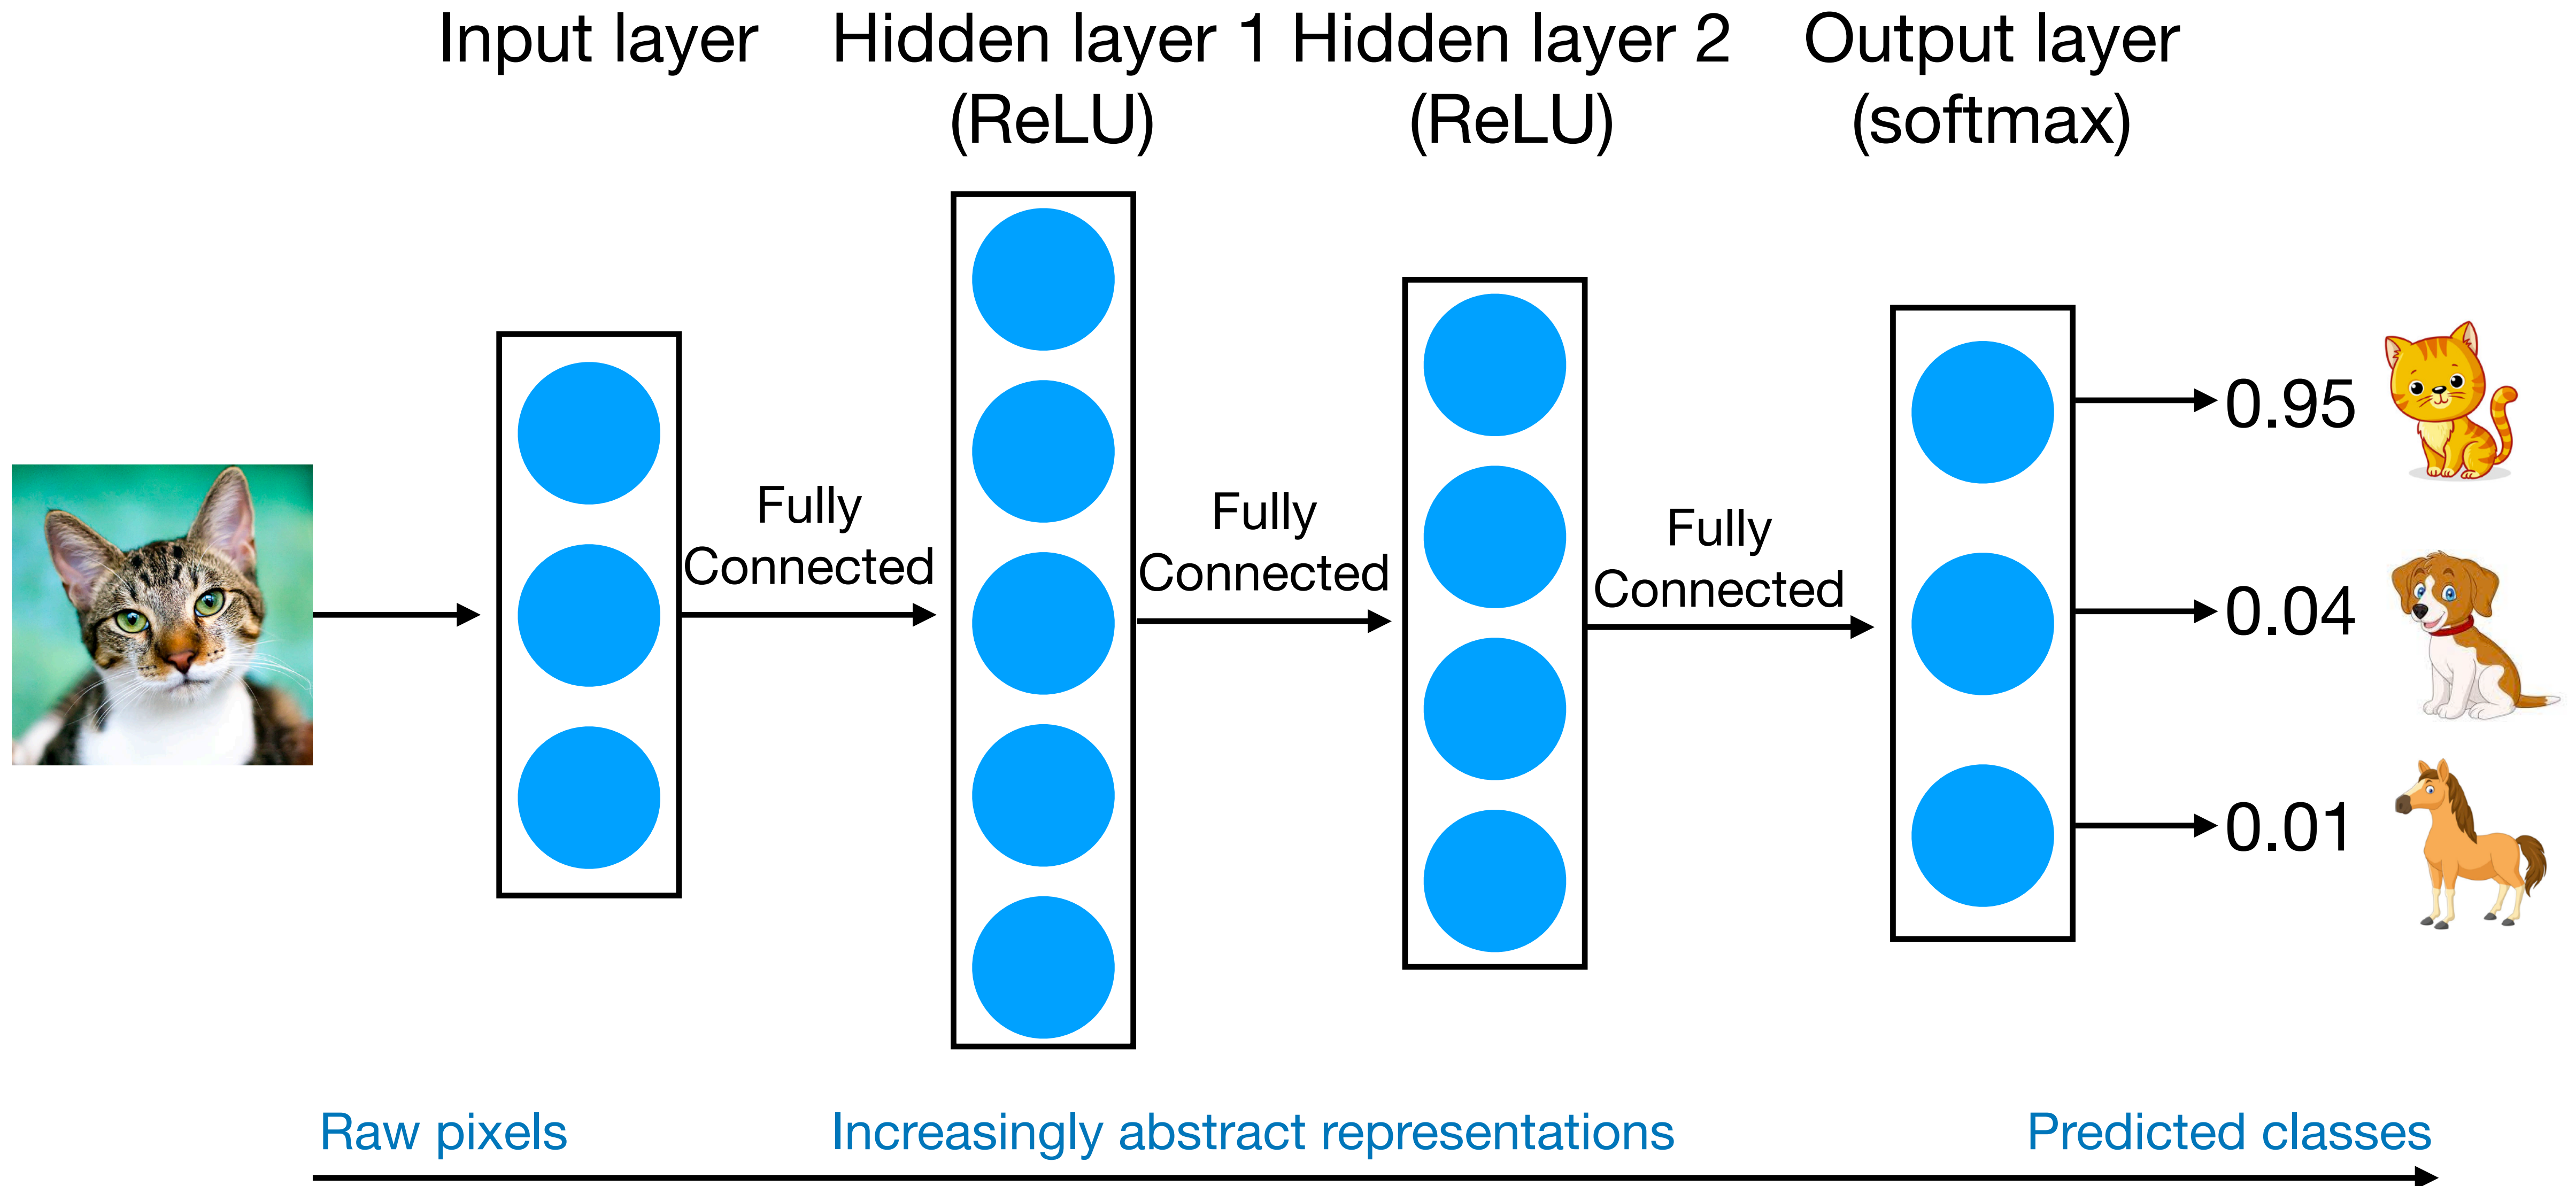 Input layer
Hidden layer 1
(ReLU)
Hidden layer 2
(ReLU)
Output layer
(softmax)
Fully
Connected
Fully
Connected
Fully
Connected
0.95
0.04
0.01
Raw pixels
Increasingly abstract representations
Predicted classes